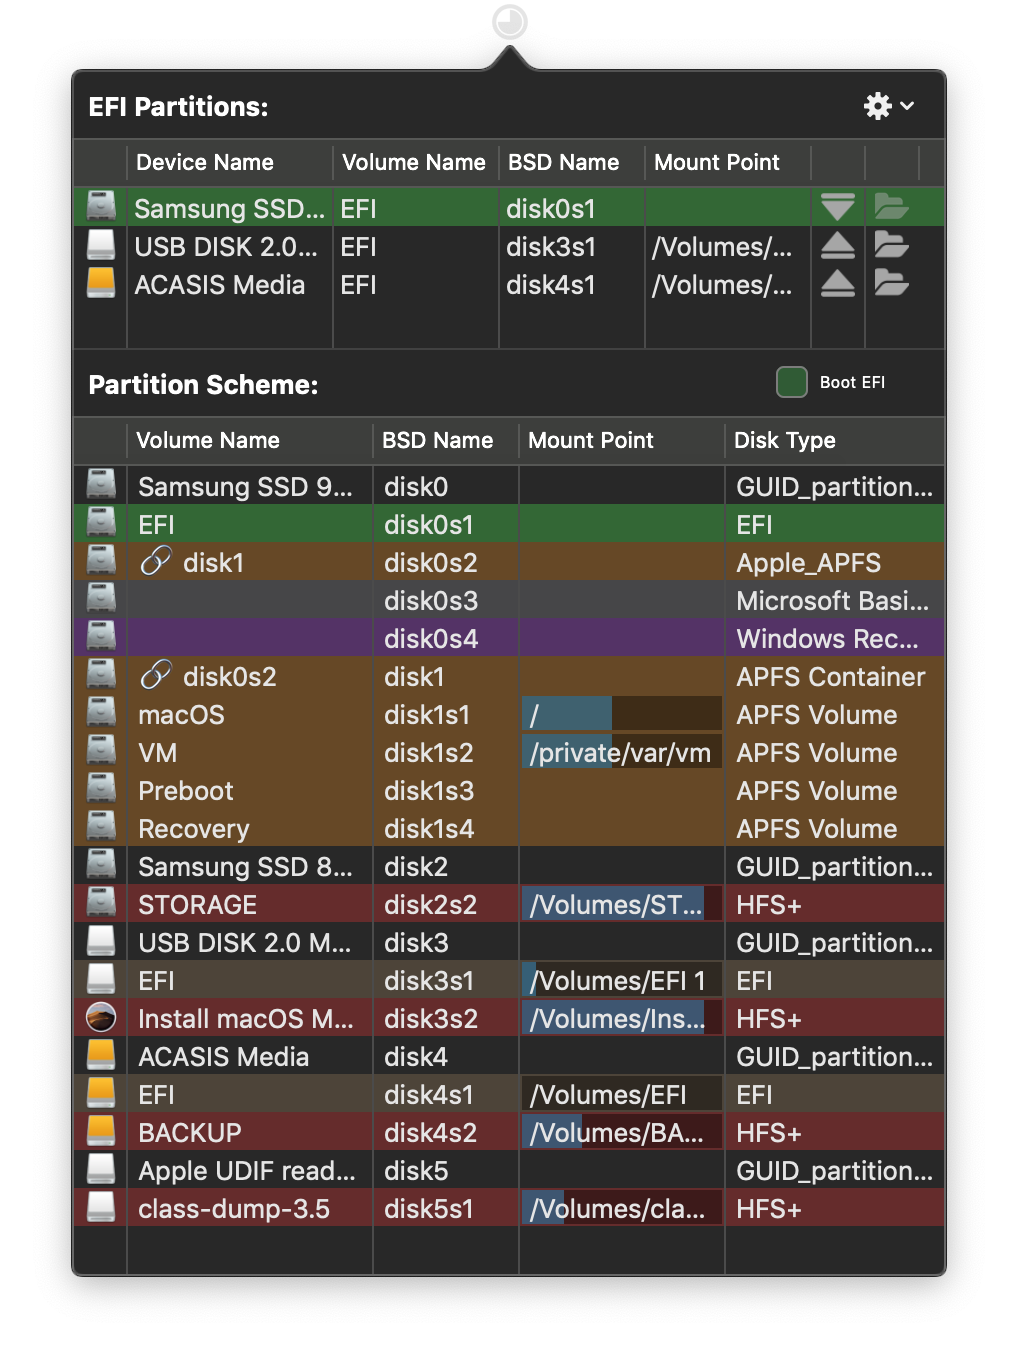 EFI Partitions:
Device Name Volume Name BSD Name Mount Point
Samsung SSD... EFI disk0s1
USB DISK 2.0... EFI disk3s1 /Volumes/...
ACASIS Media EFI disk4s1 /Volumes/...
Partition Scheme: Boot EFI
Volume Name BSD Name Mount Point Disk Type
Samsung SSD 9... disk0 GUID_partition...
EFI disk0s1 EFI
disk1 disk0s2 Apple_APFS
disk0s3 Microsoft Basi...
disk0s4 Windows Rec...
disk0s2 disk1 APFS Container
macOS disk1s1 / APFS Volume
VM disk1s2 /private/var/vm APFS Volume
Preboot disk1s3 APFS Volume
Recovery disk1s4 APFS Volume
Samsung SSD 8... disk2 GUID_partition...
STORAGE disk2s2 /Volumes/ST... HFS+
USB DISK 2.0 M... disk3 GUID_partition...
EFI disk3s1 /Volumes/EFI 1 EFI
Install macOS M... disk3s2 /Volumes/Ins... HFS+
ACASIS Media disk4 GUID_partition...
EFI disk4s1 /Volumes/EFI EFI
BACKUP disk4s2 /Volumes/BA... HFS+
Apple UDIF read... disk5 GUID_partition...
class-dump-3.5 disk5s1 /Volumes/cla... HFS+